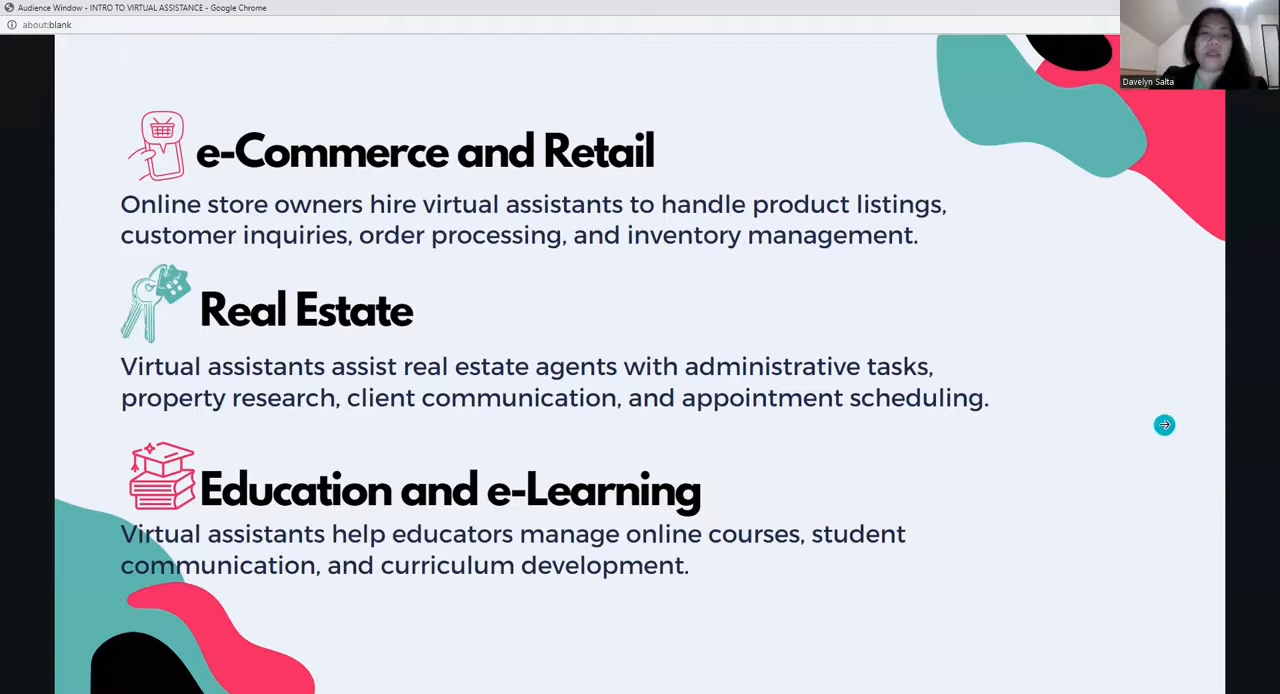 Audience Window - INTRO TO VIRTUAL ASSISTANCE - Google Chrome
about:blank
Davelyn Salta
e-Commerce and Retail
Online store owners hire virtual assistants to handle product listings,
customer inquiries, order processing, and inventory management.
Real Estate
Virtual assistants assist real estate agents with administrative tasks,
property research, client communication, and appointment scheduling.
Education and e-Learning
Virtual assistants help educators manage online courses, student
communication, and curriculum development.